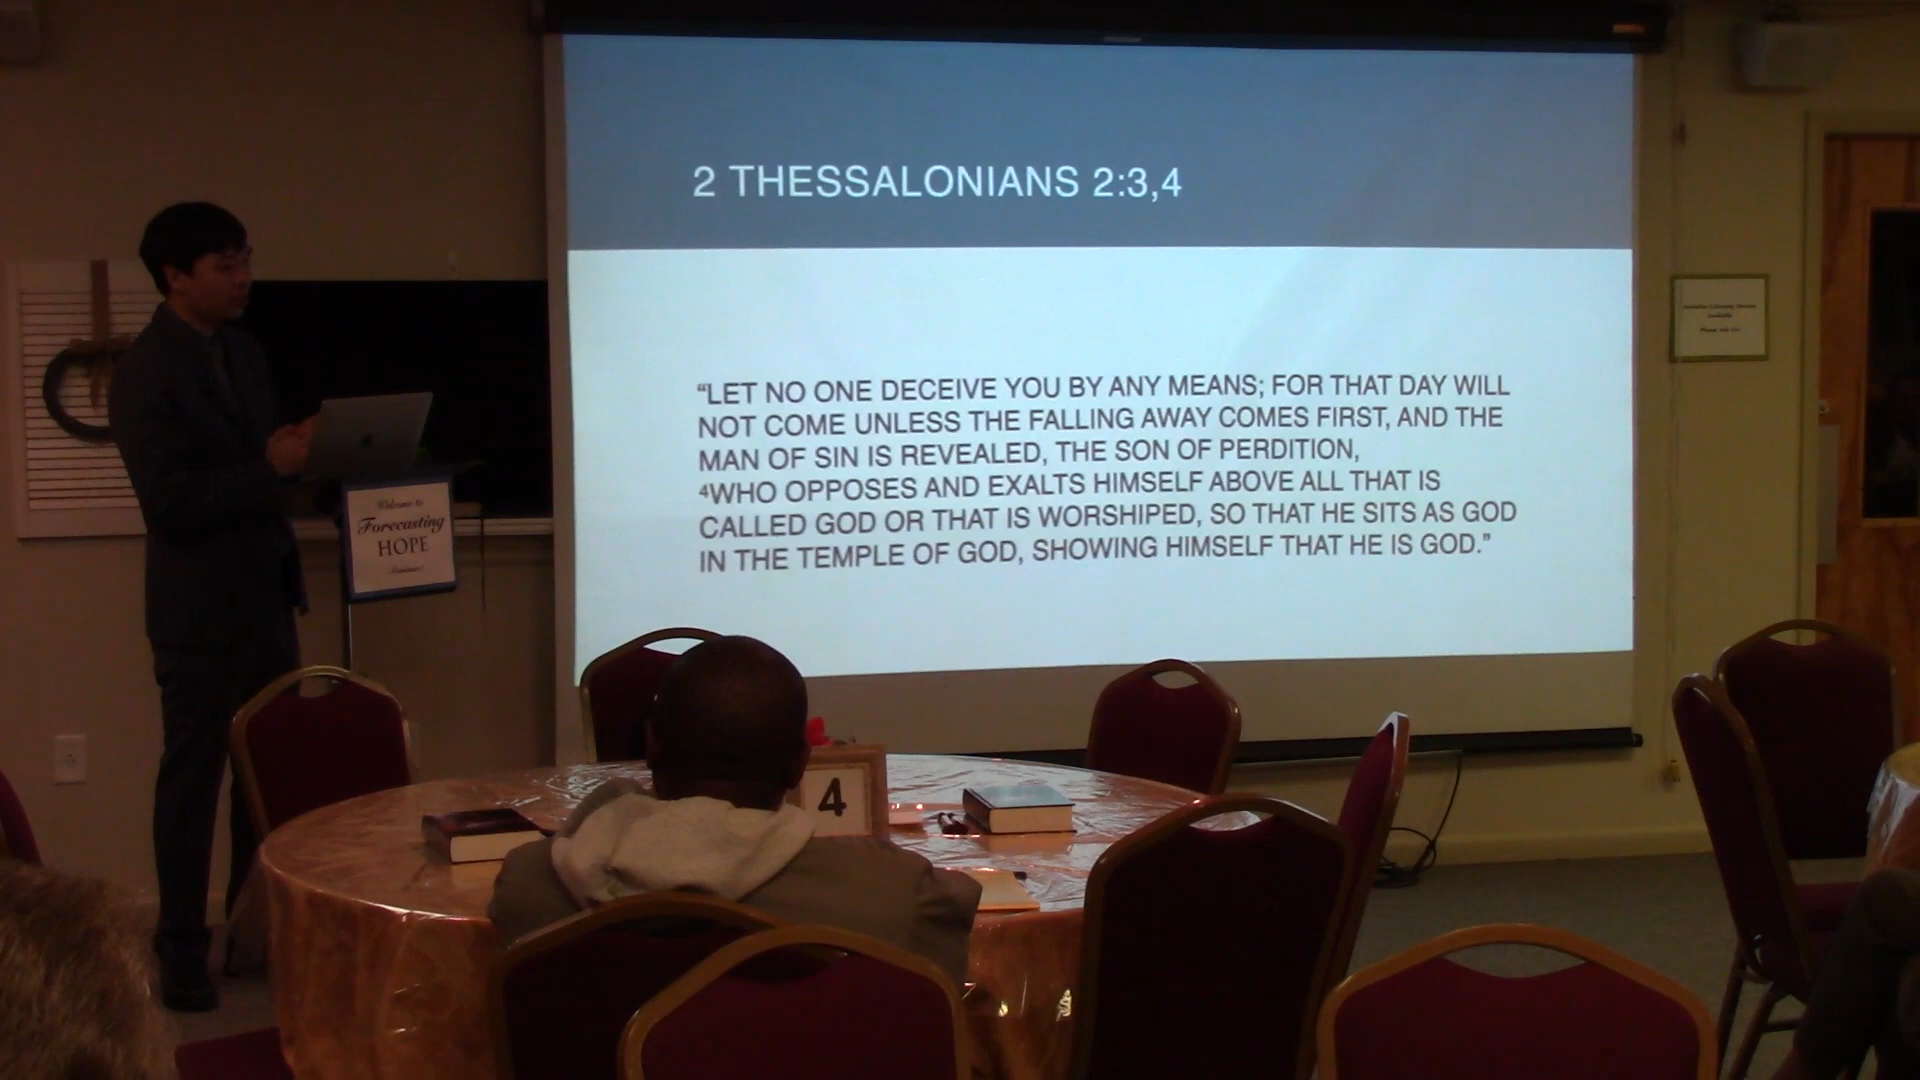 2 THESSALONIANS 2:3,4
“LET NO ONE DECEIVE YOU BY ANY MEANS; FOR THAT DAY WILL
NOT COME UNLESS THE FALLING AWAY COMES FIRST, AND THE
MAN OF SIN IS REVEALED, THE SON OF PERDITION,
⁴WHO OPPOSES AND EXALTS HIMSELF ABOVE ALL THAT IS
CALLED GOD OR THAT IS WORSHIPED, SO THAT HE SITS AS GOD
IN THE TEMPLE OF GOD, SHOWING HIMSELF THAT HE IS GOD.”
Welcome to
Forecasting
HOPE
4